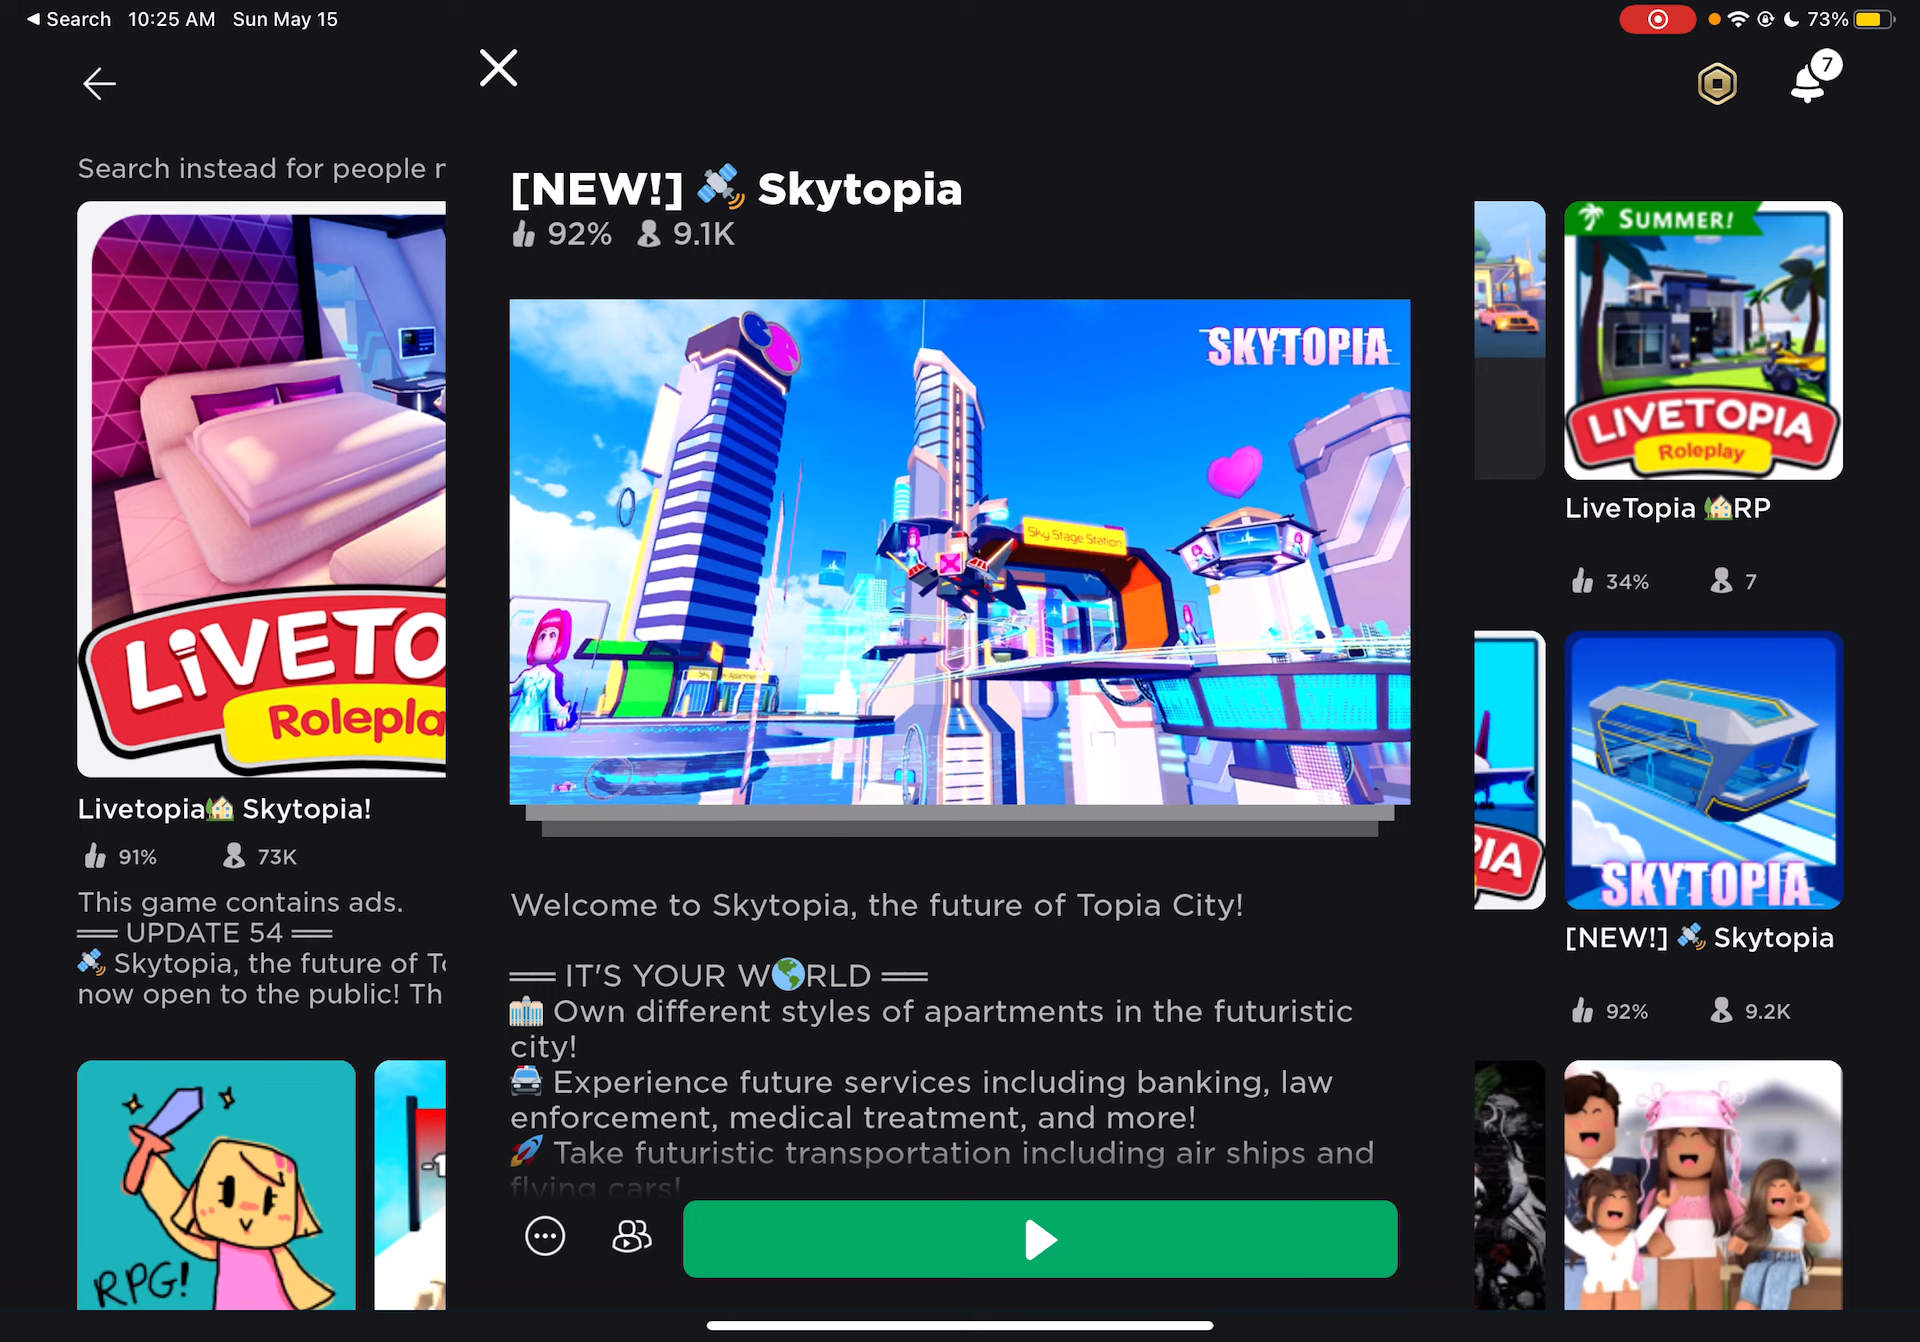 Search 10:25 AM Sun May 15
73%
7
Search instead for people
LiVETO
Livetopia Skytopia!
91% 73K
This game contains ads.
══ UPDATE 54 ══
Skytopia, the future of
now open to the public!
RPG!
[NEW!] Skytopia
92% 9.1K
SKYTOPIA
Sky Stage Station
Welcome to Skytopia, the future of Topia City!
══ IT'S YOUR W🌎RLD ══
Own different styles of apartments in the futuristic
city!
Experience future services including banking, law
enforcement, medical treatment, and more!
Take futuristic transportation including air ships and
flying cars!
SUMMER!
LIVETOPIA
Roleplay
LiveTopia RP
34% 7
SKYTOPIA
[NEW!] Skytopia
92% 9.2K